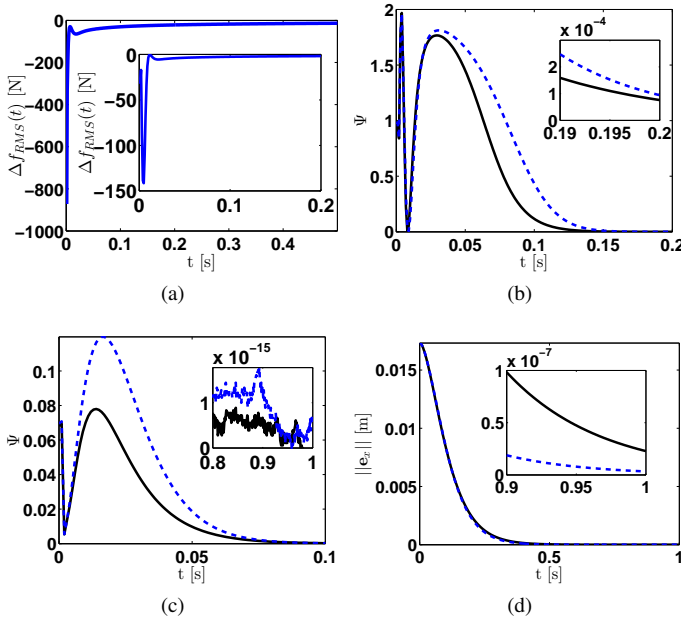 0
−200
−400
−600
−800
−1000
Δf_RMS(t) [N]
0
−50
−100
−150
Δf_RMS(t) [N]
0 0.1 0.2
0 0.1 0.2 0.3 0.4
t [s]
(a)
2
1.5
1
0.5
0
Ψ
x 10^−4
2
1
0
0.19 0.195 0.2
0 0.05 0.1 0.15 0.2
t [s]
(b)
0.1
0.08
0.06
0.04
0.02
0
Ψ
x 10^−15
1
0
0.8 0.9 1
0 0.05 0.1
t [s]
(c)
0.015
0.01
0.005
0
||e_x|| [m]
x 10^−7
1
0.5
0
0.9 0.95 1
0 0.5 1
t [s]
(d)